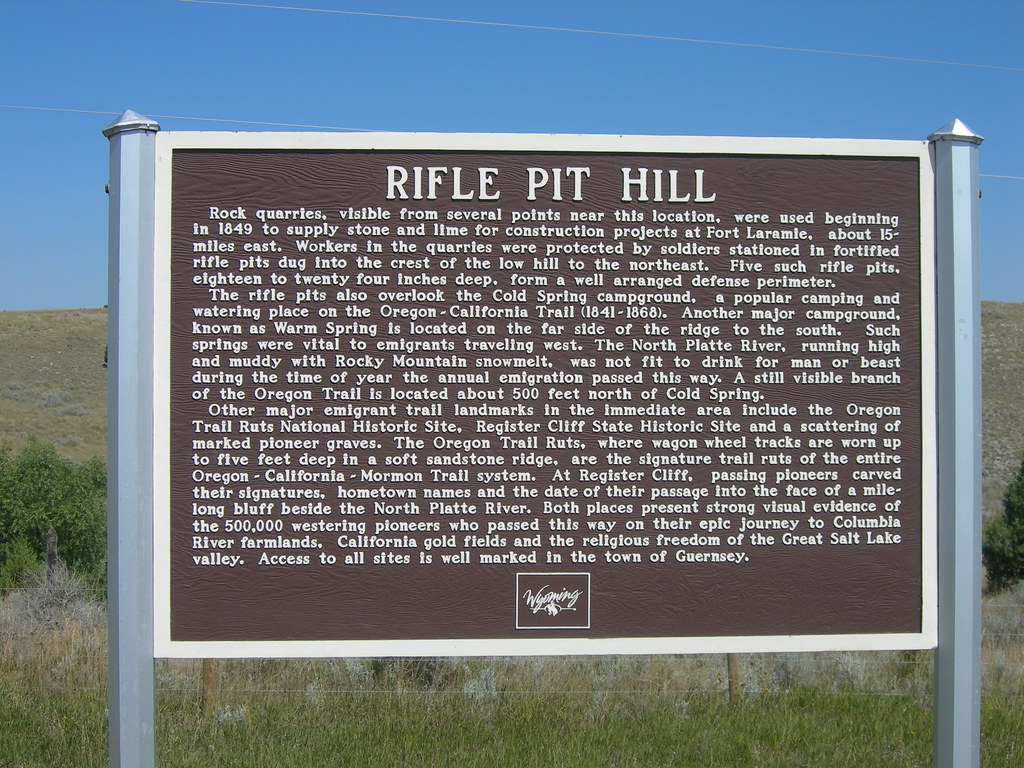 RIFLE PIT HILL
Rock quarries, visible from several points near this location, were used beginning
in 1849 to supply stone and lime for construction projects at Fort Laramie, about 15-
miles east. Workers in the quarries were protected by soldiers stationed in fortified
rifle pits dug into the crest of the low hill to the northeast. Five such rifle pits,
eighteen to twenty four inches deep, form a well arranged defense perimeter.
The rifle pits also overlook the Cold Spring campground, a popular camping and
watering place on the Oregon-California Trail (1841-1868). Another major campground,
known as Warm Spring is located on the far side of the ridge to the south. Such
springs were vital to emigrants traveling west. The North Platte River, running high
and muddy with Rocky Mountain snowmelt, was not fit to drink for man or beast
during the time of year the annual emigration passed this way. A still visible branch
of the Oregon Trail is located about 500 feet north of Cold Spring.
Other major emigrant trail landmarks in the immediate area include the Oregon
Trail Ruts National Historic Site, Register Cliff State Historic Site and a scattering of
marked pioneer graves. The Oregon Trail Ruts, where wagon wheel tracks are worn up
to five feet deep in a soft sandstone ridge, are the signature trail ruts of the entire
Oregon-California-Mormon Trail system. At Register Cliff, passing pioneers carved
their signatures, hometown names and the date of their passage into the face of a mile-
long bluff beside the North Platte River. Both places present strong visual evidence of
the 500,000 westering pioneers who passed this way on their epic journey to Columbia
River farmlands, California gold fields and the religious freedom of the Great Salt Lake
valley. Access to all sites is well marked in the town of Guernsey.
Wyoming